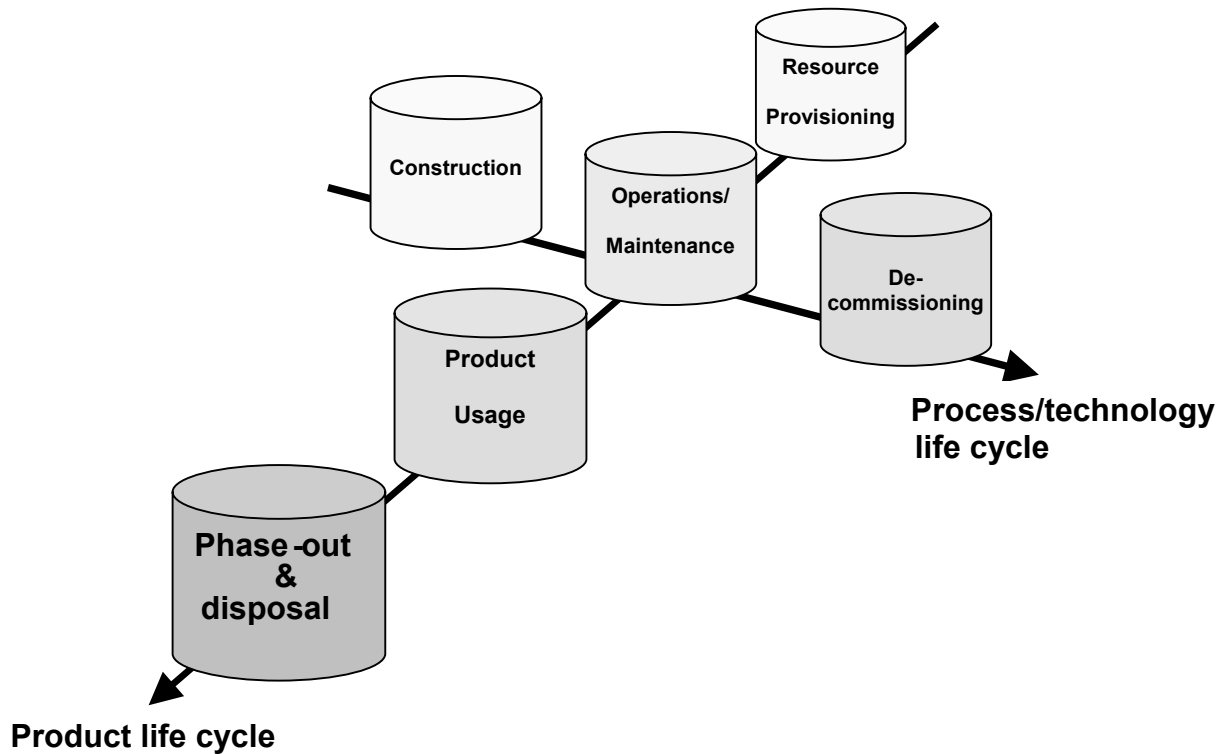 Resource
Provisioning
Construction
Operations/
Maintenance
De-
commissioning
Product
Usage
Process/technology
life cycle
Phase-out
&
disposal
Product life cycle